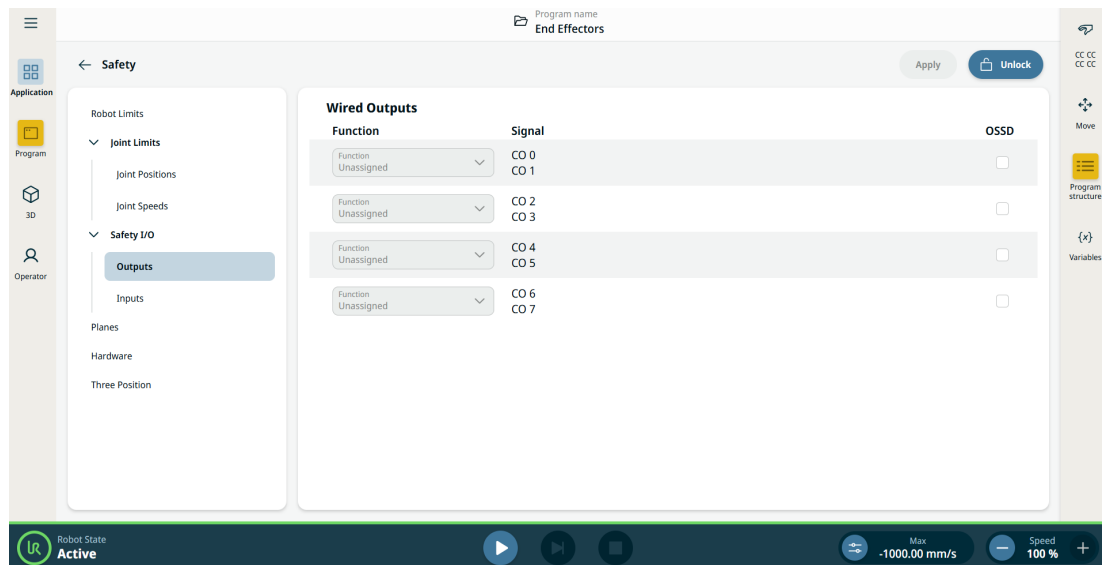 Program name
End Effectors
Application
Program
3D
Operator
Safety
Apply
Unlock
Robot Limits
Joint Limits
Joint Positions
Joint Speeds
Safety I/O
Outputs
Inputs
Planes
Hardware
Three Position
Wired Outputs
Function Signal OSSD
Function
Unassigned
CO 0
CO 1
Function
Unassigned
CO 2
CO 3
Function
Unassigned
CO 4
CO 5
Function
Unassigned
CO 6
CO 7
CC CC
CC CC
Move
Program
structure
{x}
Variables
UR
Robot State
Active
Max
-1000.00 mm/s
Speed
100 %